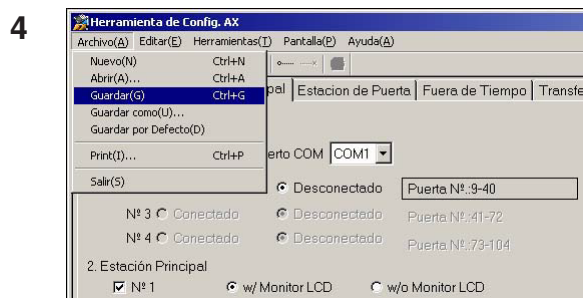 4
Herramienta de Config. AX
Archivo(A) Editar(E) Herramientas(T) Pantalla(P) Ayuda(A)
Nuevo(N) Ctrl+N
Abrir(A)... Ctrl+A
Guardar(G) Ctrl+G
pal Estacion de Puerta Fuera de Tiempo Transfe
Guardar como(U)...
Guardar por Defecto(D)
Print(I)... Ctrl+P
erto COM COM1
Salir(S)
Desconectado Puerta Nº.:9-40
Nº 3 Conectado Desconectado Puerta Nº.:41-72
Nº 4 Conectado Desconectado Puerta Nº.:73-104
2. Estación Principal
Nº 1 w/ Monitor LCD w/o Monitor LCD